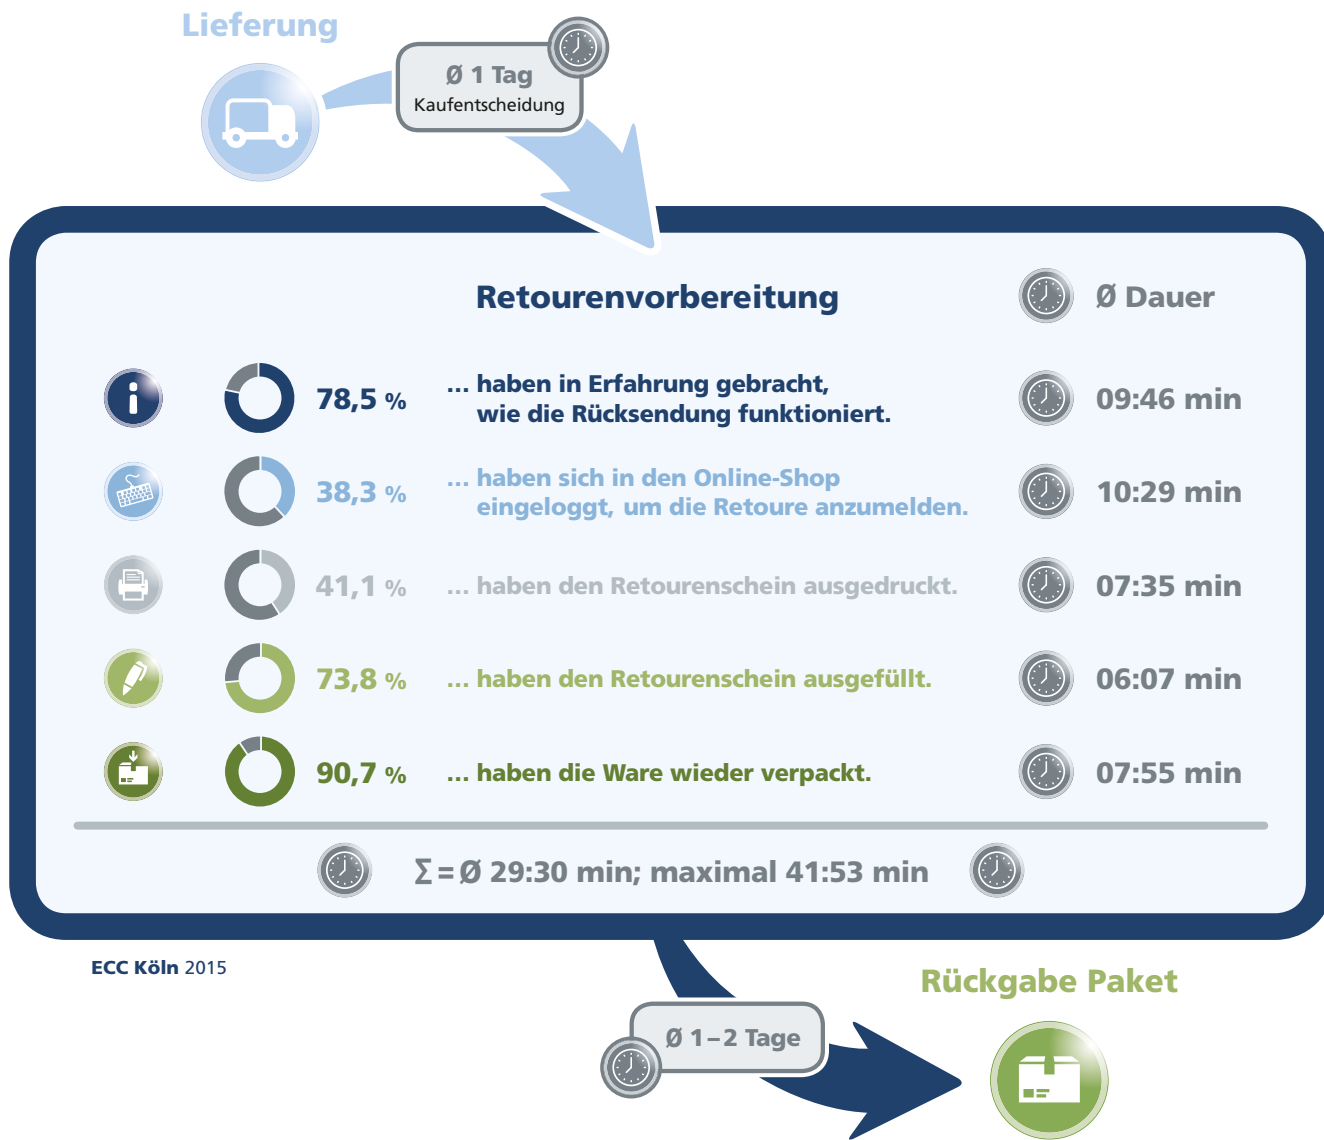 Lieferung
Ø 1 Tag
Kaufentscheidung
Retourenvorbereitung
Ø Dauer
78,5 %
... haben in Erfahrung gebracht,
wie die Rücksendung funktioniert.
09:46 min
38,3 %
... haben sich in den Online-Shop
eingeloggt, um die Retoure anzumelden.
10:29 min
41,1 %
... haben den Retourenschein ausgedruckt.
07:35 min
73,8 %
... haben den Retourenschein ausgefüllt.
06:07 min
90,7 %
... haben die Ware wieder verpackt.
07:55 min
Σ = Ø 29:30 min; maximal 41:53 min
ECC Köln 2015
Rückgabe Paket
Ø 1–2 Tage